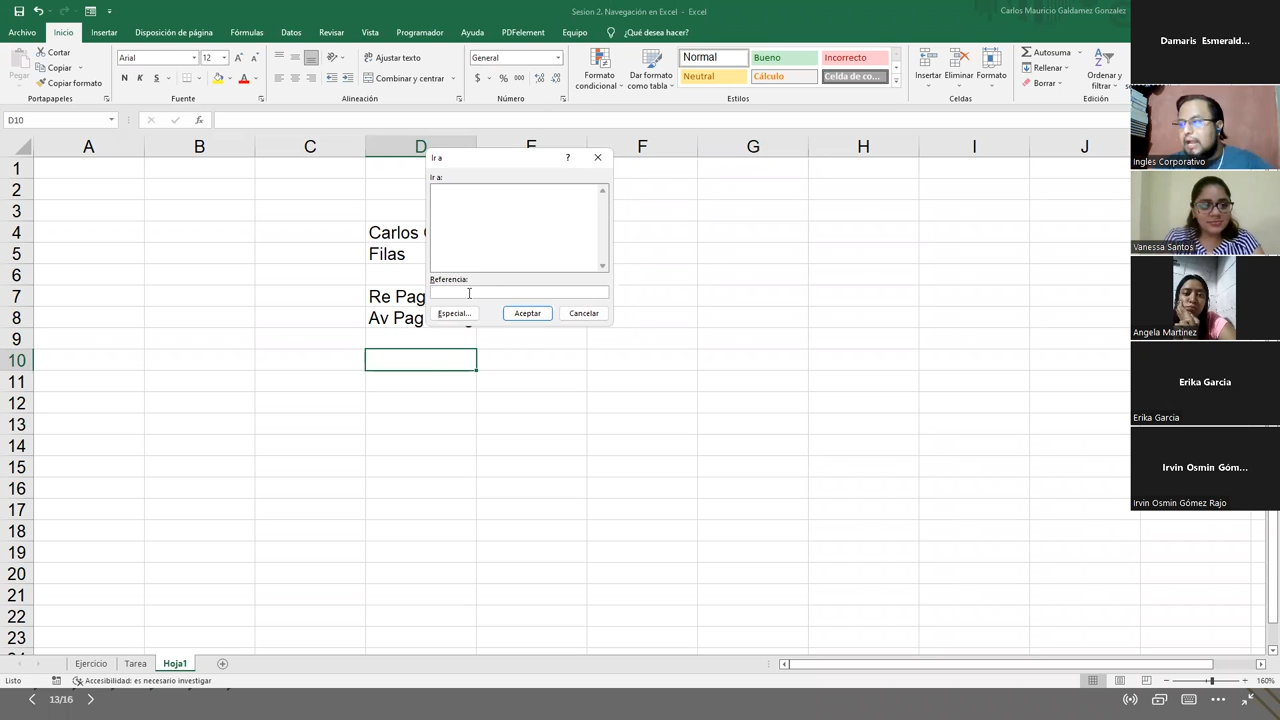 Sesion 2. Navegación en Excel - Excel
Carlos Mauricio Galdamez Gonzalez
Archivo Inicio Insertar Disposición de página Fórmulas Datos Revisar Vista Programador Ayuda PDFelement Equipo ¿Qué desea hacer?
Pegar
Cortar
Copiar
Copiar formato
Portapapeles
Arial 12
N K S
Fuente
Ajustar texto
Combinar y centrar
Alineación
General
$ % 000
Número
Formato condicional
Dar formato como tabla
Normal Bueno Incorrecto
Neutral Cálculo Celda de co...
Estilos
Insertar Eliminar Formato
Celdas
Autosuma
Rellenar
Borrar
Ordenar y filtrar
Edición
D10
fx
A B C D E F G H I J
1
2
3
4 Carlos
5 Filas
6
7 Re Pag
8 Av Pag
9
10
11
12
13
14
15
16
17
18
19
20
21
22
23
Ir a
?
Ir a:
Referencia:
Especial... Aceptar Cancelar
Damaris Esmerald...
Ingles Corporativo
Vanessa Santos
Angela Martinez
Erika Garcia
Erika Garcia
Irvin Osmin Góm...
Irvin Osmin Gómez Rajo
Ejercicio Tarea Hoja1
Listo
Accesibilidad: es necesario investigar
160%
13/16